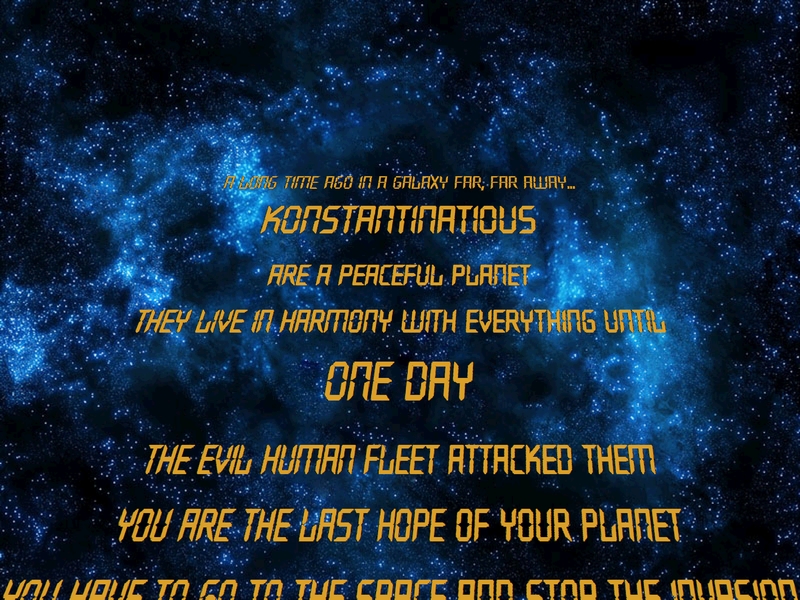 A LONG TIME AGO IN A GALAXY FAR, FAR AWAY...
KONSTANTINATIOUS
ARE A PEACEFUL PLANET
THEY LIVE IN HARMONY WITH EVERYTHING UNTIL
ONE DAY
THE EVIL HUMAN FLEET ATTACKED THEM
YOU ARE THE LAST HOPE OF YOUR PLANET
YOU HAVE TO GO TO THE SPACE AND STOP THE INVASION